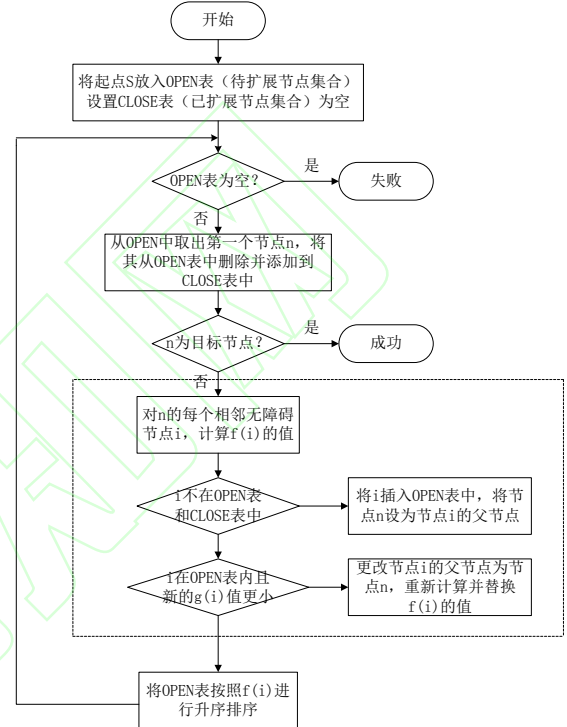 开始
将起点S放入OPEN表（待扩展节点集合）
设置CLOSE表（已扩展节点集合）为空
OPEN表为空？
是
失败
否
从OPEN中取出第一个节点n，将
其从OPEN表中删除并添加到
CLOSE表中
n为目标节点？
是
成功
否
对n的每个相邻无障碍
节点i，计算f(i)的值
i不在OPEN表
和CLOSE表中
将i插入OPEN表中，将节
点n设为节点i的父节点
i在OPEN表内且
新的g(i)值更小
更改节点i的父节点为节
点n，重新计算并替换
f(i)的值
将OPEN表按照f(i)进
行升序排序